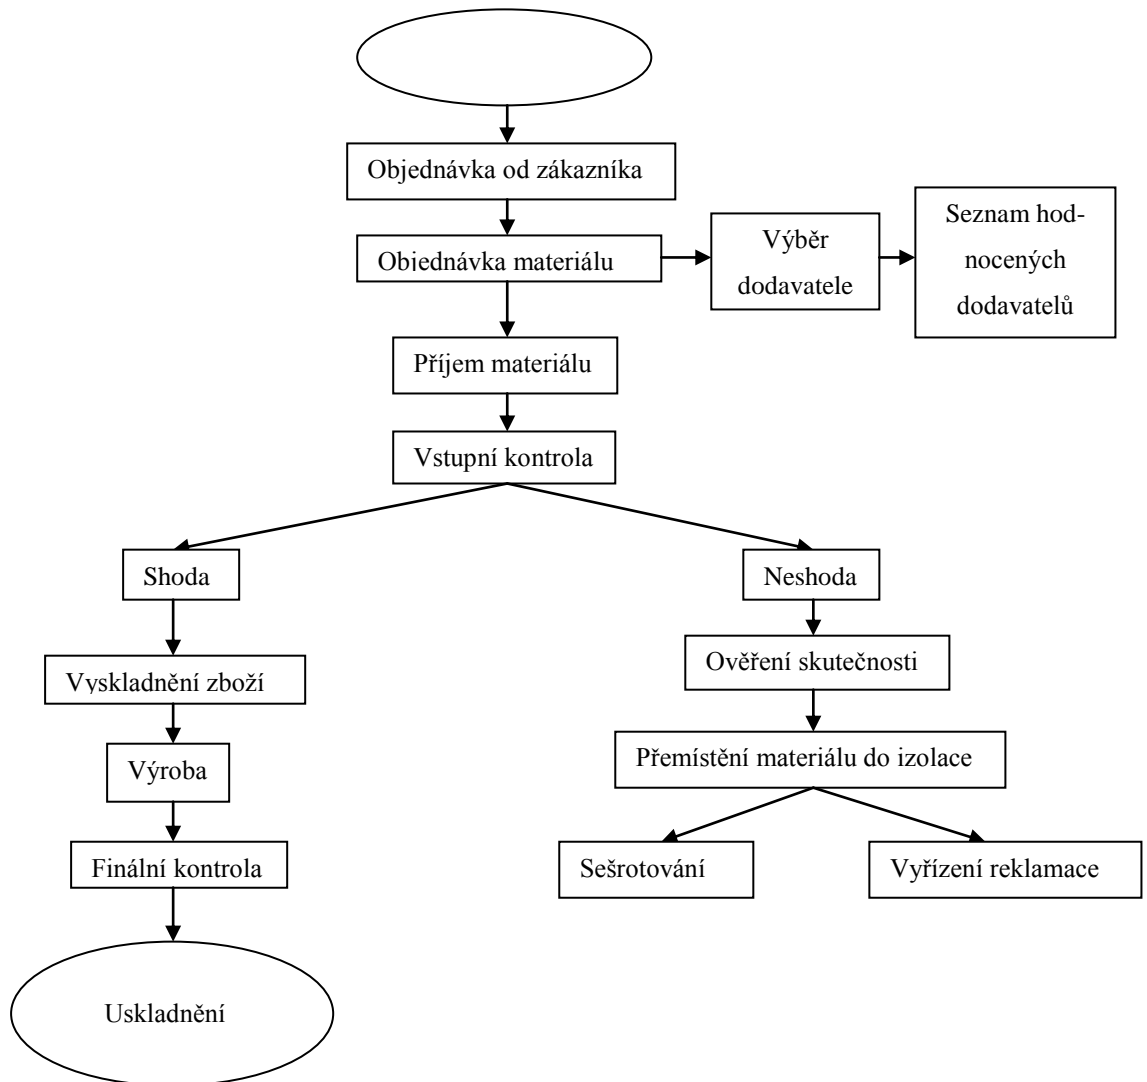 Objednávka od zákazníka
Objednávka materiálu
Výběr
dodavatele
Seznam hod-
nocených
dodavatelů
Příjem materiálu
Vstupní kontrola
Shoda
Neshoda
Vyskladnění zboží
Ověření skutečnosti
Výroba
Přemístění materiálu do izolace
Finální kontrola
Sešrotování
Vyřízení reklamace
Uskladnění